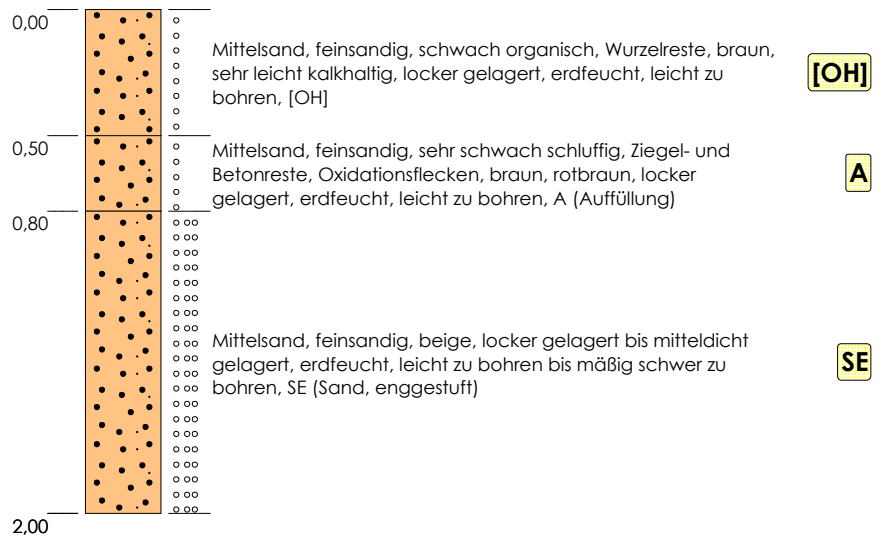 0,00
Mittelsand, feinsandig, schwach organisch, Wurzelreste, braun,
sehr leicht kalkhaltig, locker gelagert, erdfeucht, leicht zu
bohren, [OH]
[OH]
0,50
Mittelsand, feinsandig, sehr schwach schluffig, Ziegel- und
Betonreste, Oxidationsflecken, braun, rotbraun, locker
gelagert, erdfeucht, leicht zu bohren, A (Auffüllung)
A
0,80
Mittelsand, feinsandig, beige, locker gelagert bis mitteldicht
gelagert, erdfeucht, leicht zu bohren bis mäßig schwer zu
bohren, SE (Sand, enggestuft)
SE
2,00